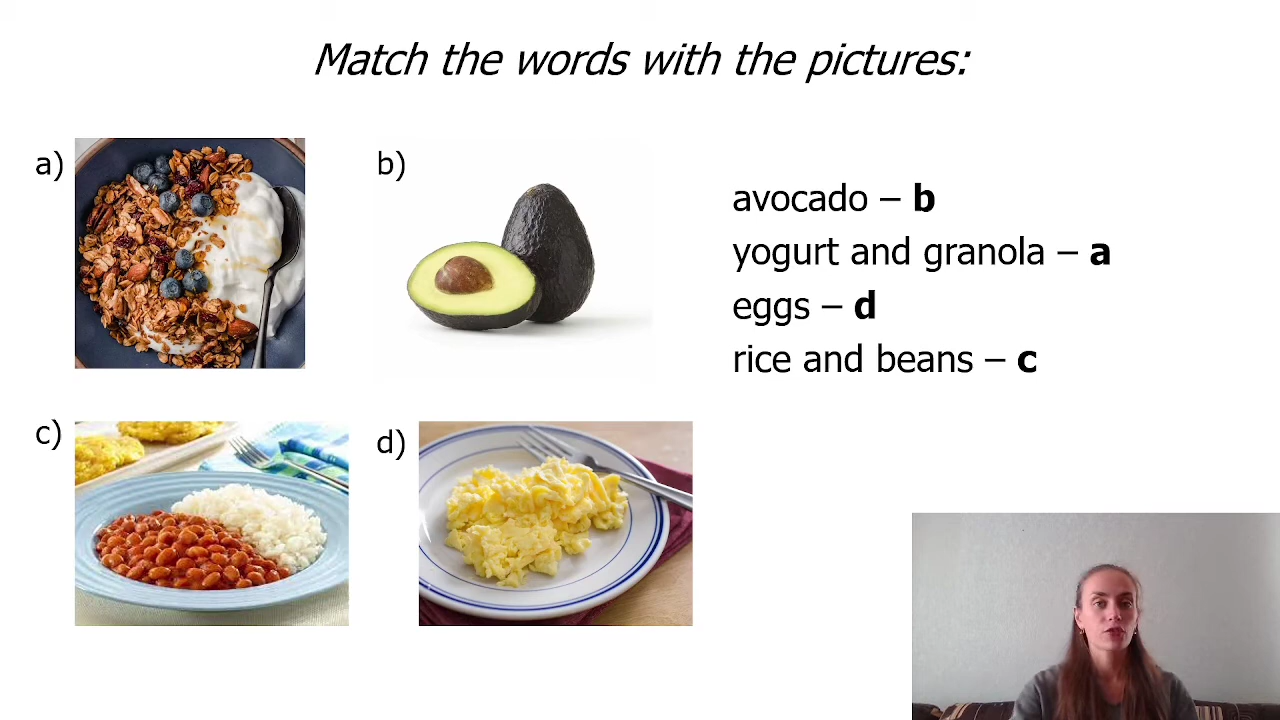 Match the words with the pictures:
a)
b)
avocado – b
yogurt and granola – a
eggs – d
rice and beans – c
c)
d)